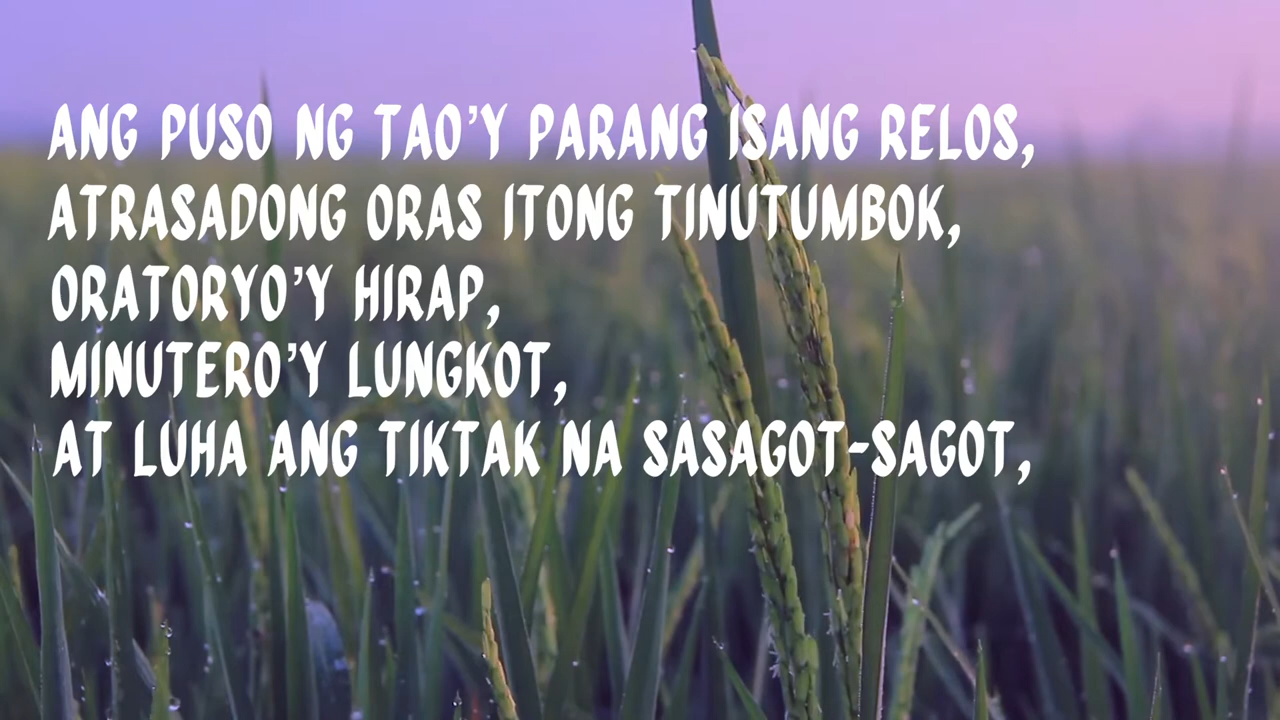 ANG PUSO NG TAO'Y PARANG ISANG RELOS,
ATRASADONG ORAS ITONG TINUTUMBOK,
ORATORYO'Y HIRAP,
MINUTERO'Y LUNGKOT,
AT LUHA ANG TIKTAK NA SASAGOT-SAGOT,